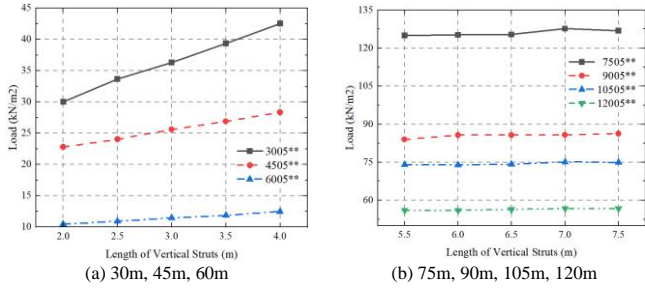 45
40
35
30
25
20
15
10
Load (kN/m2)
3005**
4505**
6005**
2.0 2.5 3.0 3.5 4.0
Length of Vertical Struts (m)
(a) 30m, 45m, 60m
135
120
105
90
75
60
Load (kN/m2)
7505**
9005**
10505**
12005**
5.5 6.0 6.5 7.0 7.5
Length of Vertical Struts (m)
(b) 75m, 90m, 105m, 120m